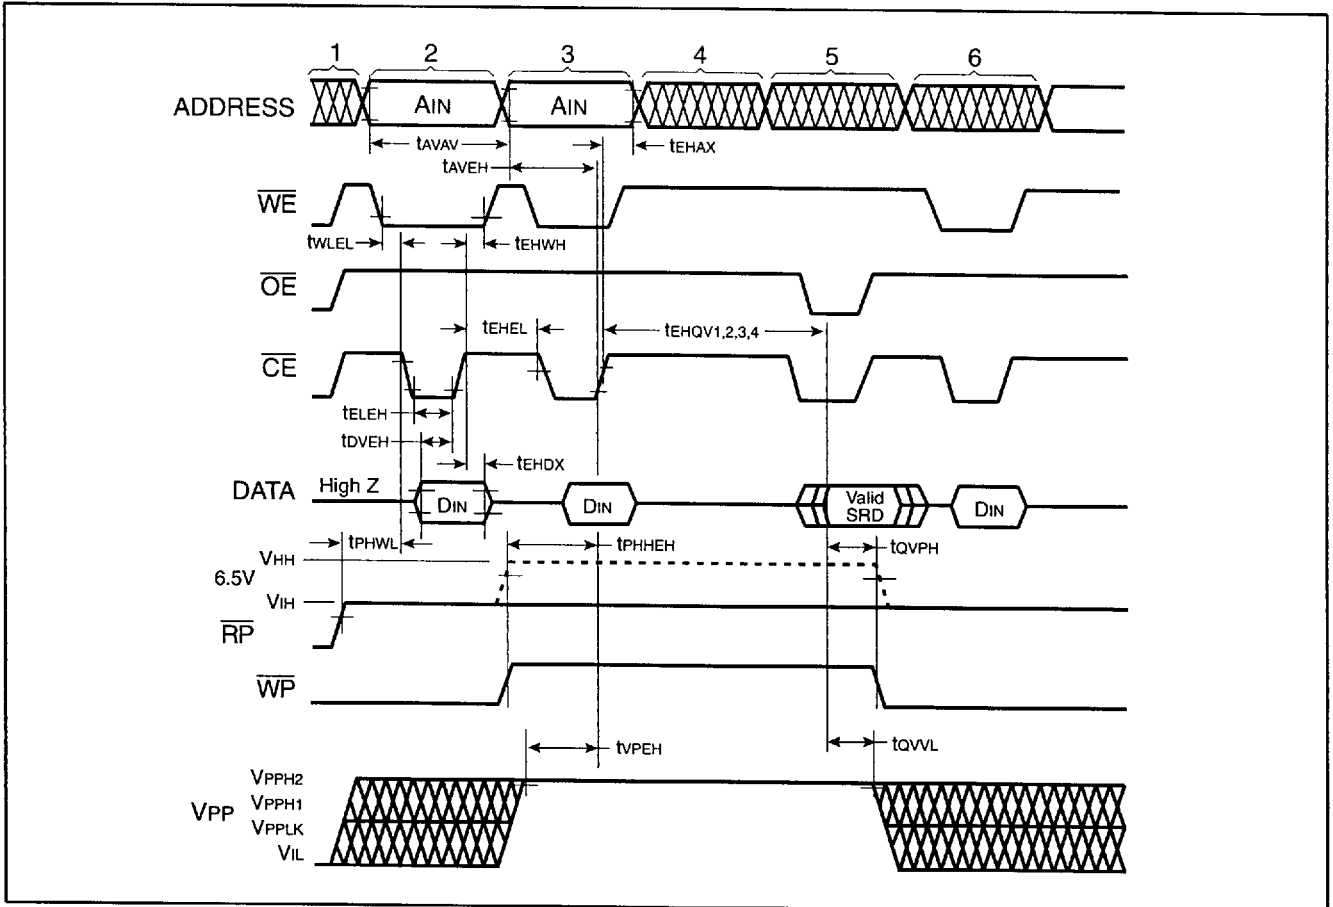 1 2 3 4 5 6
ADDRESS AIN AIN
tAVAV tEHAX
tAVEH
WE
tWLEL tEHWH
OE
tEHEL tEHQV1,2,3,4
CE
tELEH
tDVEH
tEHDX
DATA High Z DIN DIN Valid SRD DIN
tPHWL tPHHEH tQVPH
VHH
6.5V
VIH
RP
WP
tVPEH tQVVL
VPPH2
VPP VPPH1
VPPLK
VIL